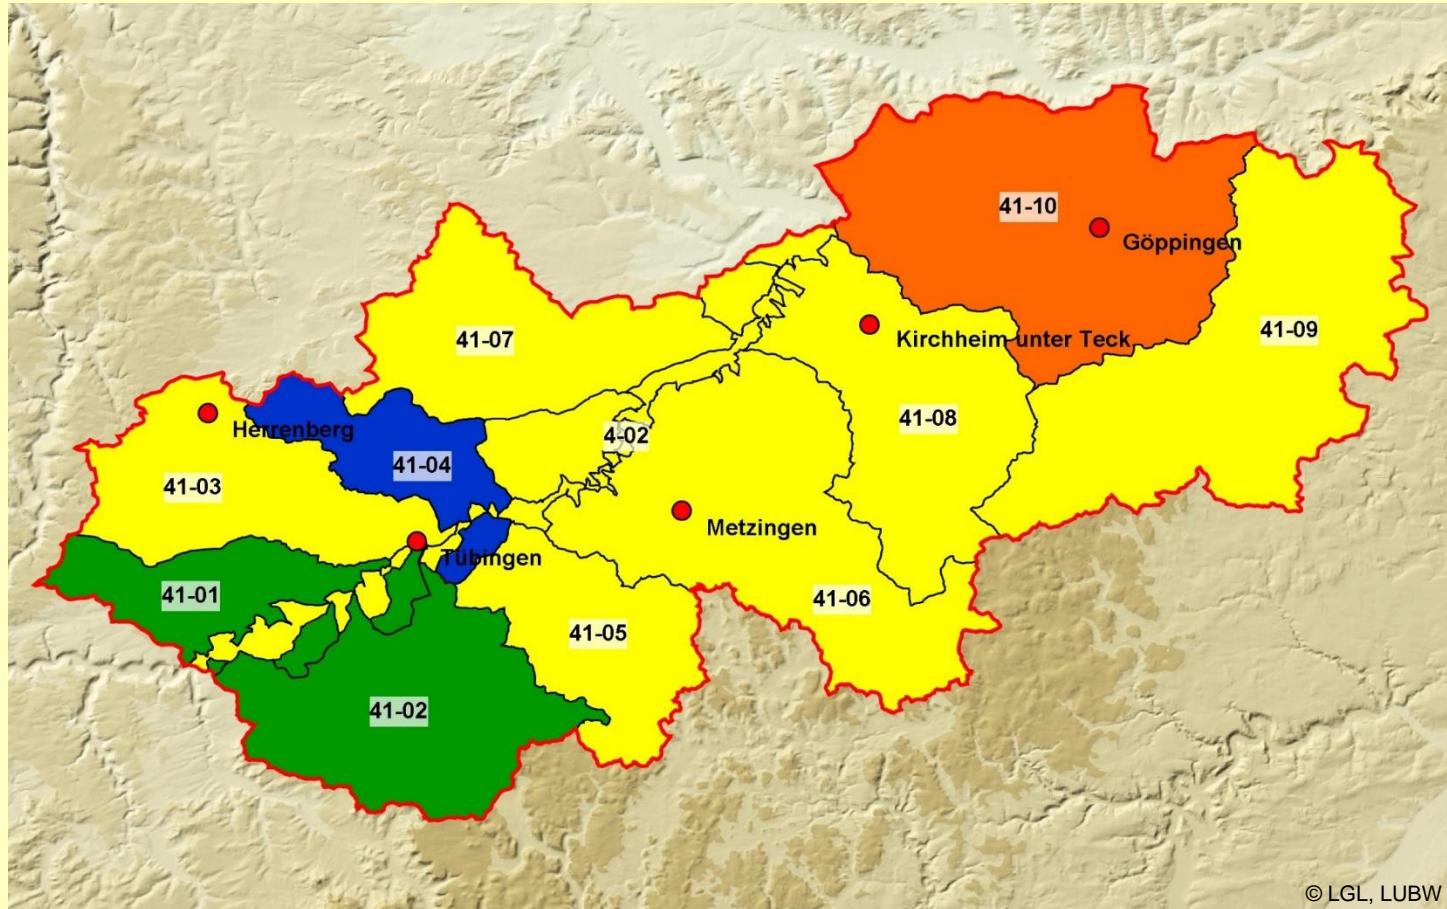 41-10
Göppingen
41-09
41-07
Kirchheim unter Teck
41-08
Herrenberg
4-02
41-04
41-03
Metzingen
Tübingen
41-01
41-06
41-05
41-02
© LGL, LUBW